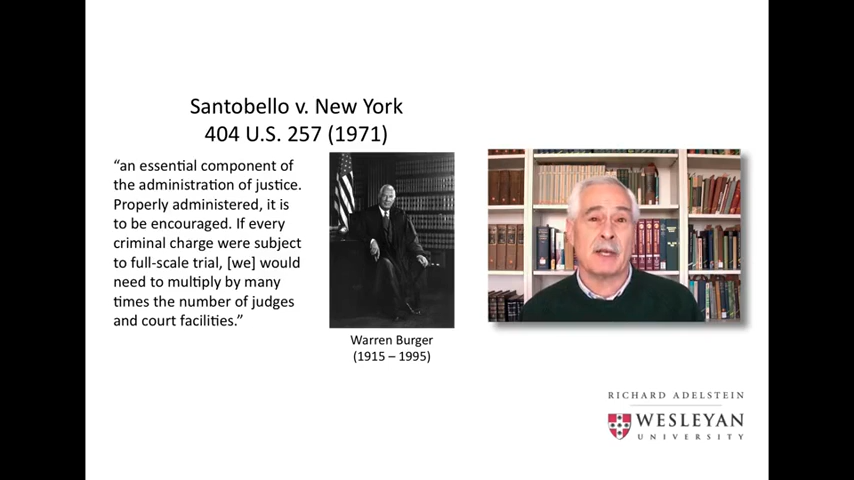 Santobello v. New York
404 U.S. 257 (1971)
“an essential component of
the administration of justice.
Properly administered, it is
to be encouraged. If every
criminal charge were subject
to full-scale trial, [we] would
need to multiply by many
times the number of judges
and court facilities.”
Warren Burger
(1915 – 1995)
RICHARD ADELSTEIN
WESLEYAN
UNIVERSITY